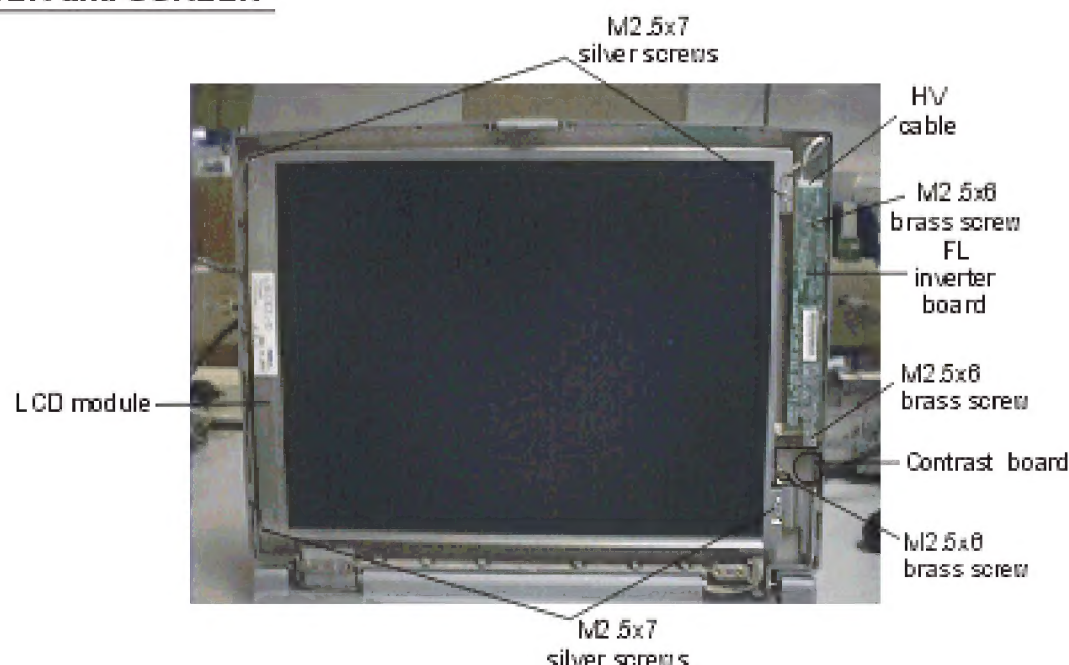 M2.5x7
silver screws
HV
cable
M2.5x6
brass screw
FL
inverter
board
LCD module
M2.5x6
brass screw
Contrast board
M2.5x6
brass screw
M2.5x7
silver screws